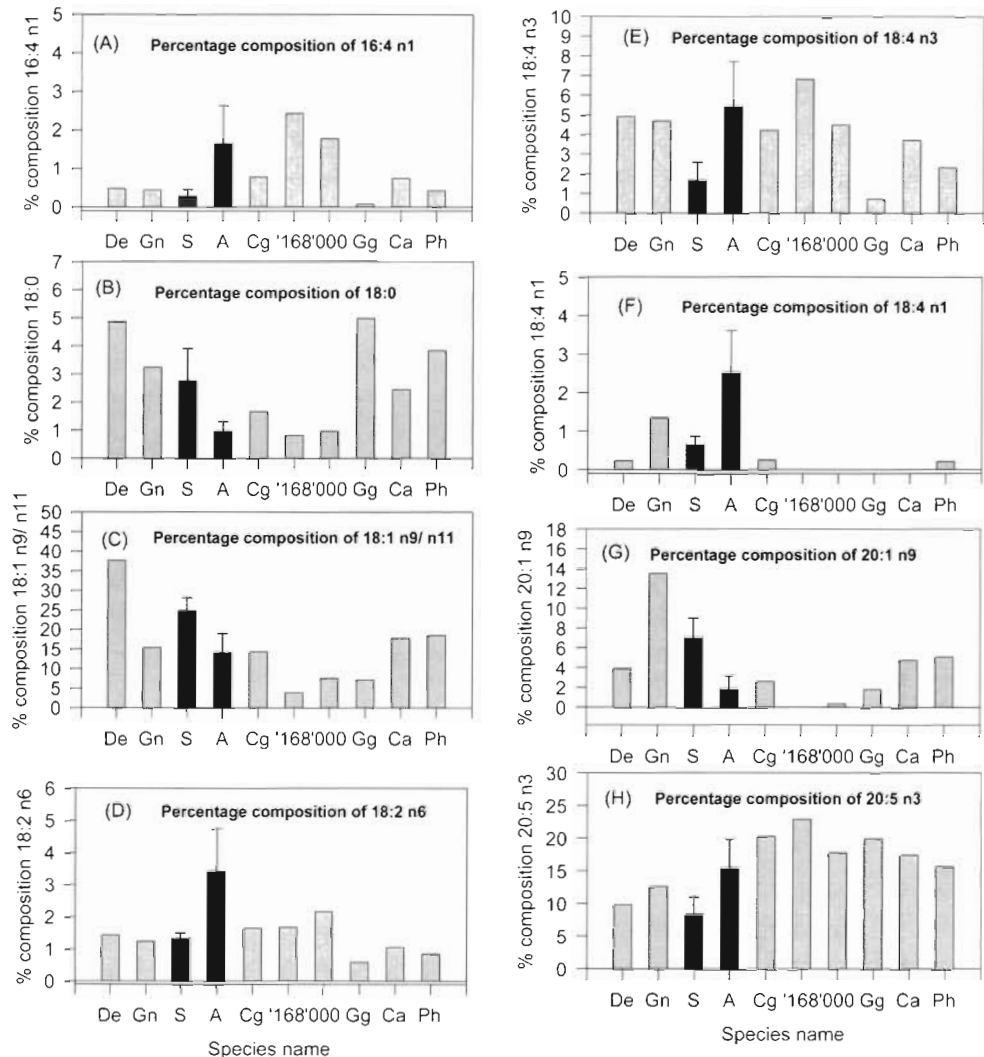 (A) Percentage composition of 16:4 n1
% composition 16:4 n1
5
4
3
2
1
0
De Gn S A Cg '168'000 Gg Ca Ph
(B) Percentage composition of 18:0
% composition 18:0
7
6
5
4
3
2
1
0
De Gn S A Cg '168'000 Gg Ca Ph
(C) Percentage composition of 18:1 n9/ n11
% composition 18:1 n9/ n11
50
45
40
35
30
25
20
15
10
5
0
De Gn S A Cg '168'000 Gg Ca Ph
(D) Percentage composition of 18:2 n6
% composition 18:2 n6
6
5
4
3
2
1
0
De Gn S A Cg '168'000 Gg Ca Ph
Species name
(E) Percentage composition of 18:4 n3
% composition 18:4 n3
10
9
8
7
6
5
4
3
2
1
0
De Gn S A Cg '168'000 Gg Ca Ph
(F) Percentage composition of 18:4 n1
% composition 18:4 n1
5
4
3
2
1
0
De Gn S A Cg '168'000 Gg Ca Ph
(G) Percentage composition of 20:1 n9
% composition 20:1 n9
18
16
14
12
10
8
6
4
2
0
De Gn S A Cg '168'000 Gg Ca Ph
(H) Percentage composition of 20:5 n3
% composition 20:5 n3
30
25
20
15
10
5
0
De Gn S A Cg '168'000 Gg Ca Ph
Species name